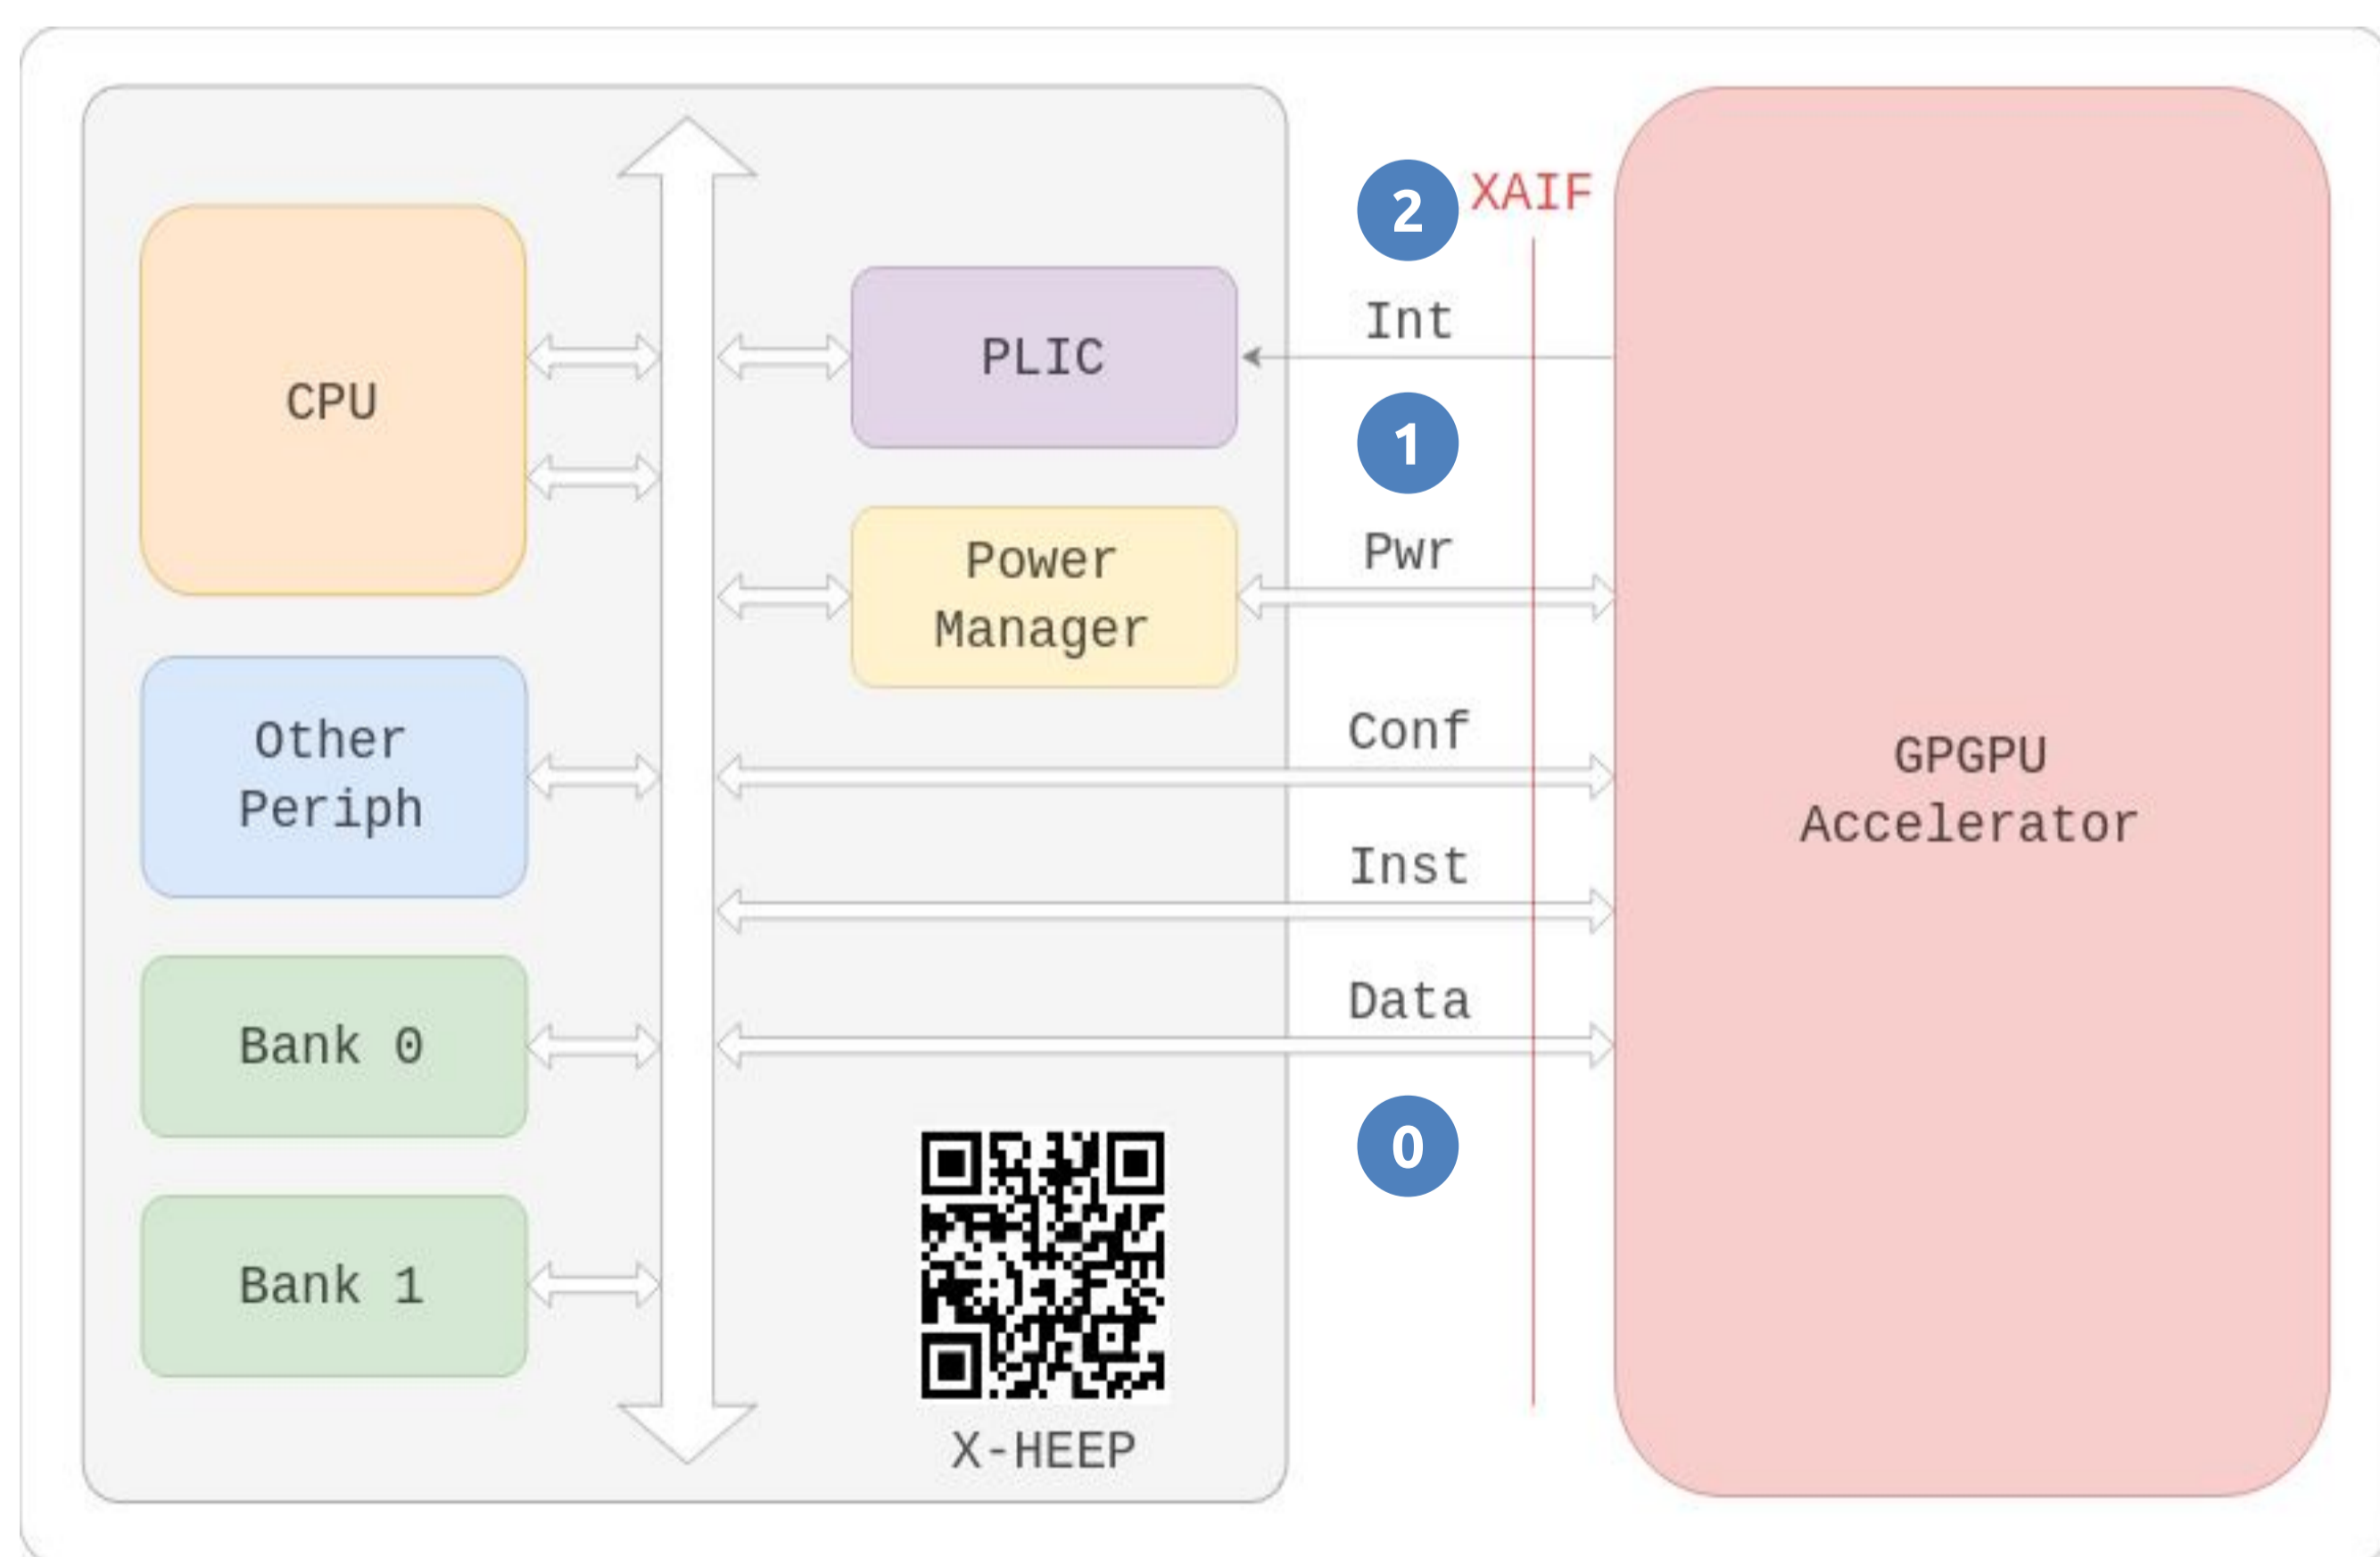 2
XAIF
Int
PLIC
CPU
1
Pwr
Power
Manager
Other
Periph
Conf
GPGPU
Accelerator
Inst
Data
Bank 0
0
Bank 1
X-HEEP